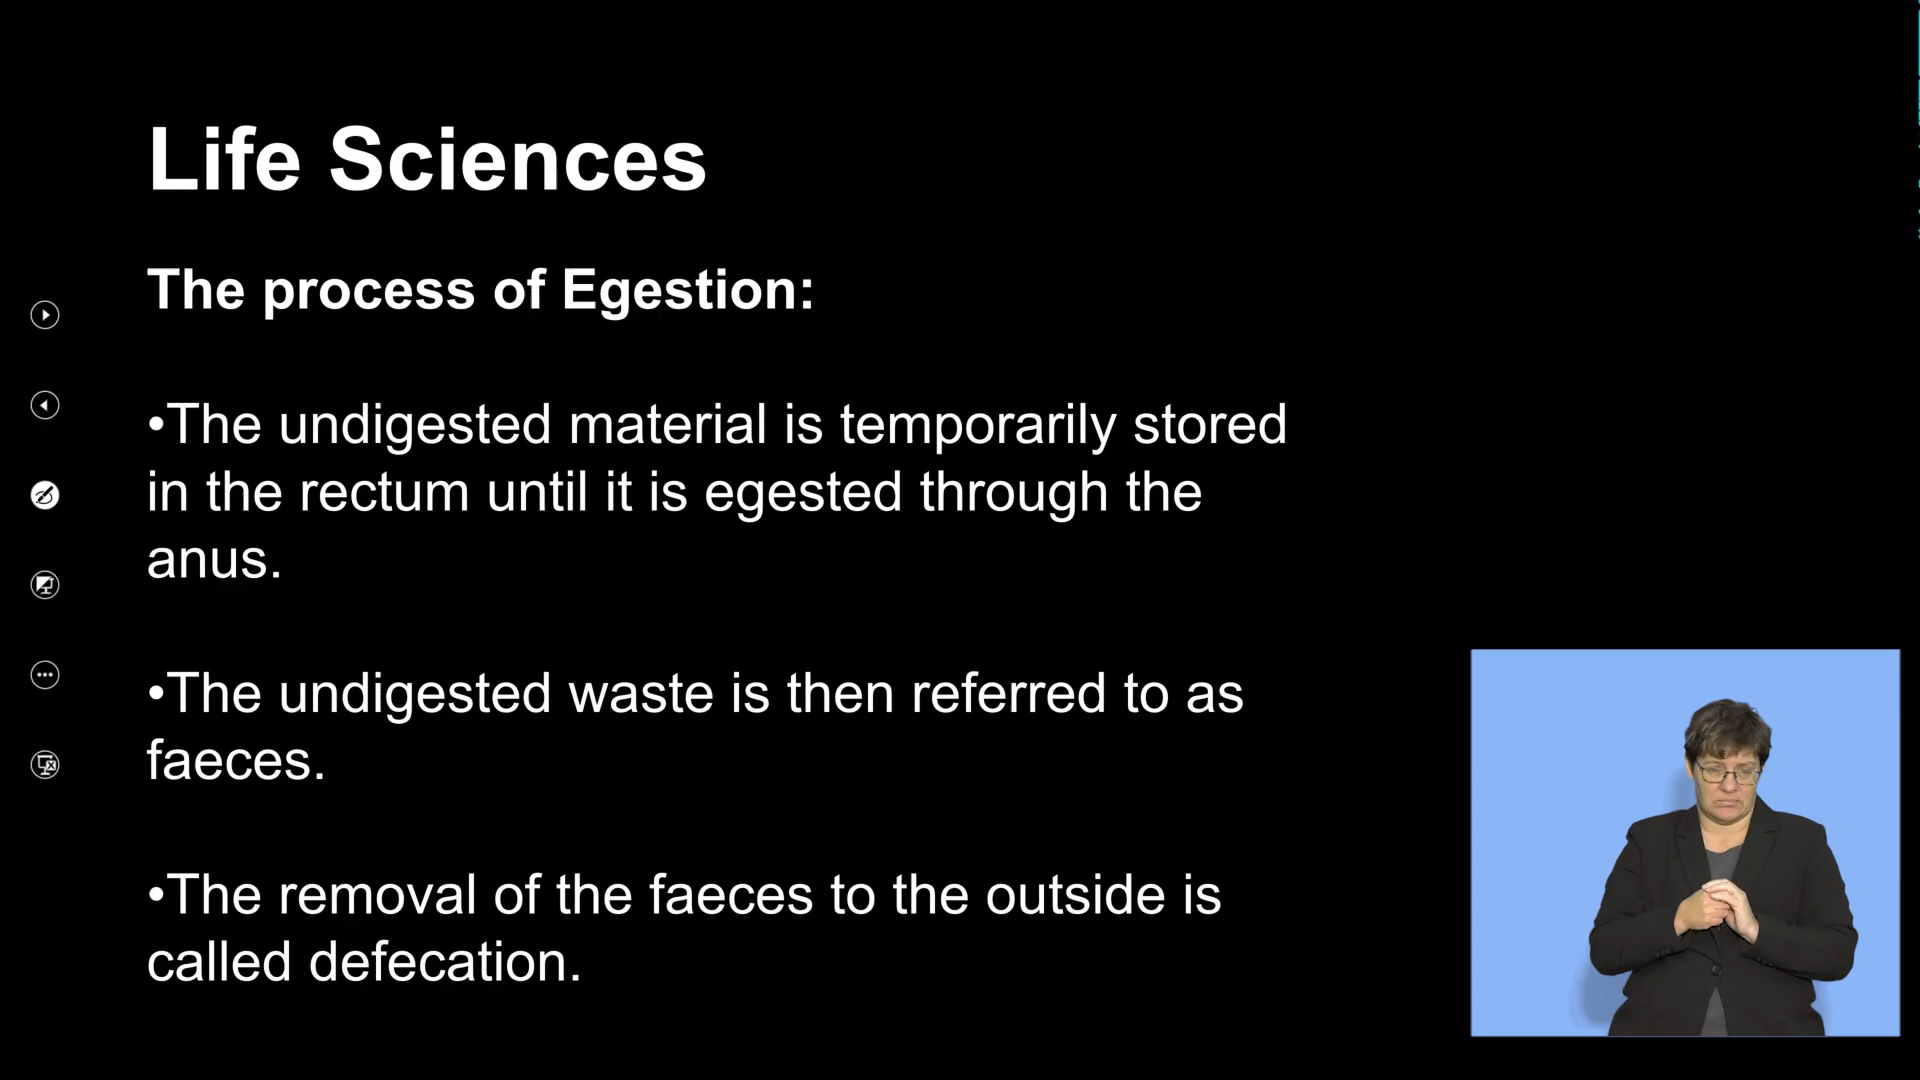 Life Sciences
The process of Egestion:
•The undigested material is temporarily stored
in the rectum until it is egested through the
anus.
•The undigested waste is then referred to as
faeces.
•The removal of the faeces to the outside is
called defecation.